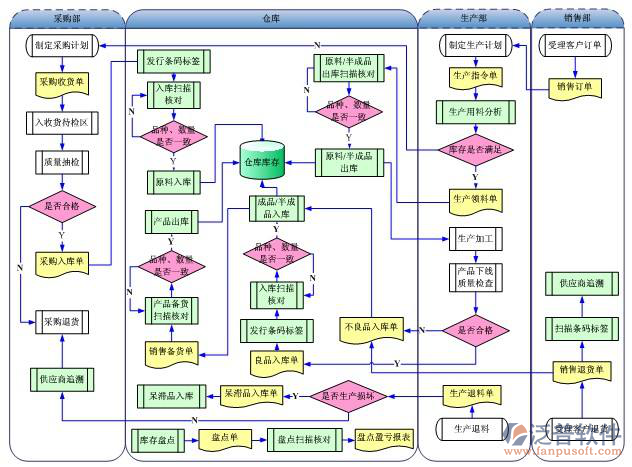 采购部
仓库
生产部
销售部
制定采购计划
采购收货单
入收货待检区
质量抽检
是否合格
Y
N
采购入库单
采购退货
供应商追溯
发行条码标签
入库扫描
核对
N
品种、数量
是否一致
Y
原料入库
产品出库
Y
品种、数量
是否一致
N
产品备货
扫描核对
销售备货单
仓库库存
原料/半成品
出库扫描核对
N
品种、数量
是否一致
Y
原料/半成品
出库
成品/半成
品入库
Y
品种、数量
是否一致
N
入库扫描
核对
发行条码标签
良品入库单
不良品入库单
呆滞品入库
呆滞品入库单
Y
是否生产损坏
N
库存盘点
盘点单
盘点扫描核对
盘点盈亏报表
N
制定生产计划
生产指令单
生产用料分析
库存是否满足
Y
生产领料单
生产加工
产品下线
质量检查
是否合格
N
Y
生产退料单
生产退料
受理客户订单
销售订单
供应商追溯
扫描条码标签
销售退货单
受理客户退货
泛普软件
www.fanpusoft.com